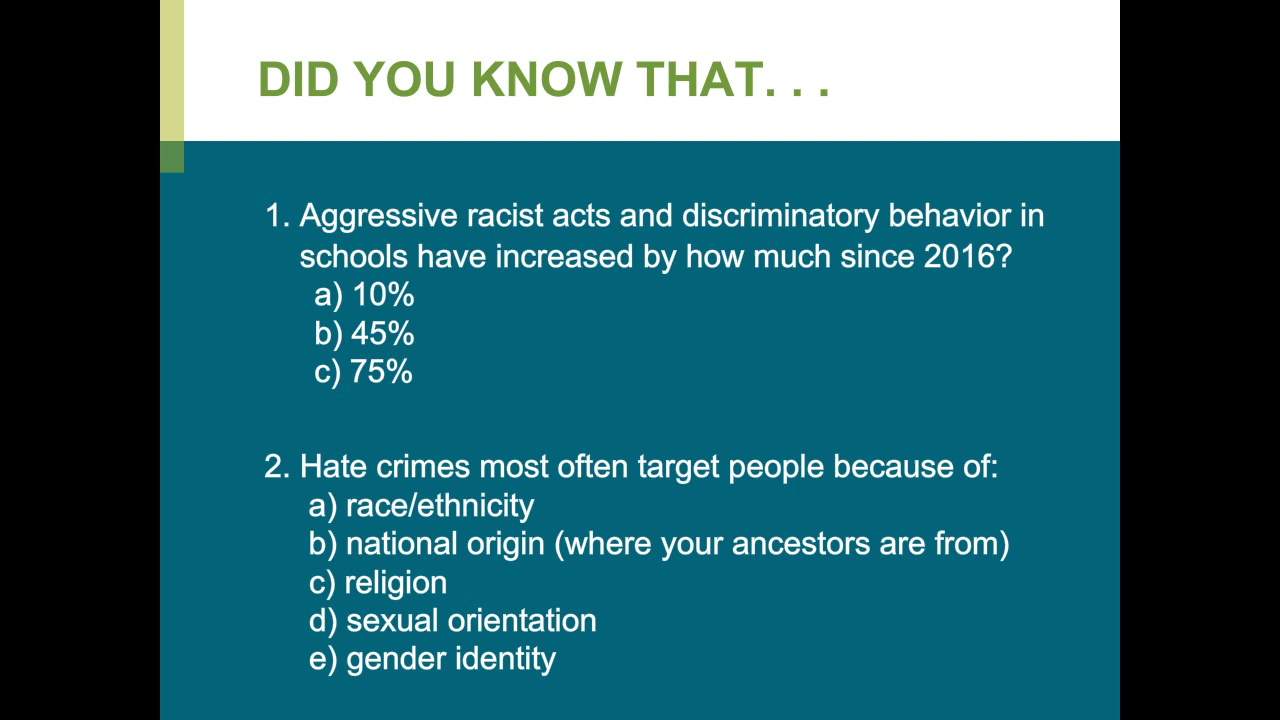 DID YOU KNOW THAT. . .
1. Aggressive racist acts and discriminatory behavior in
schools have increased by how much since 2016?
a) 10%
b) 45%
c) 75%
2. Hate crimes most often target people because of:
a) race/ethnicity
b) national origin (where your ancestors are from)
c) religion
d) sexual orientation
e) gender identity